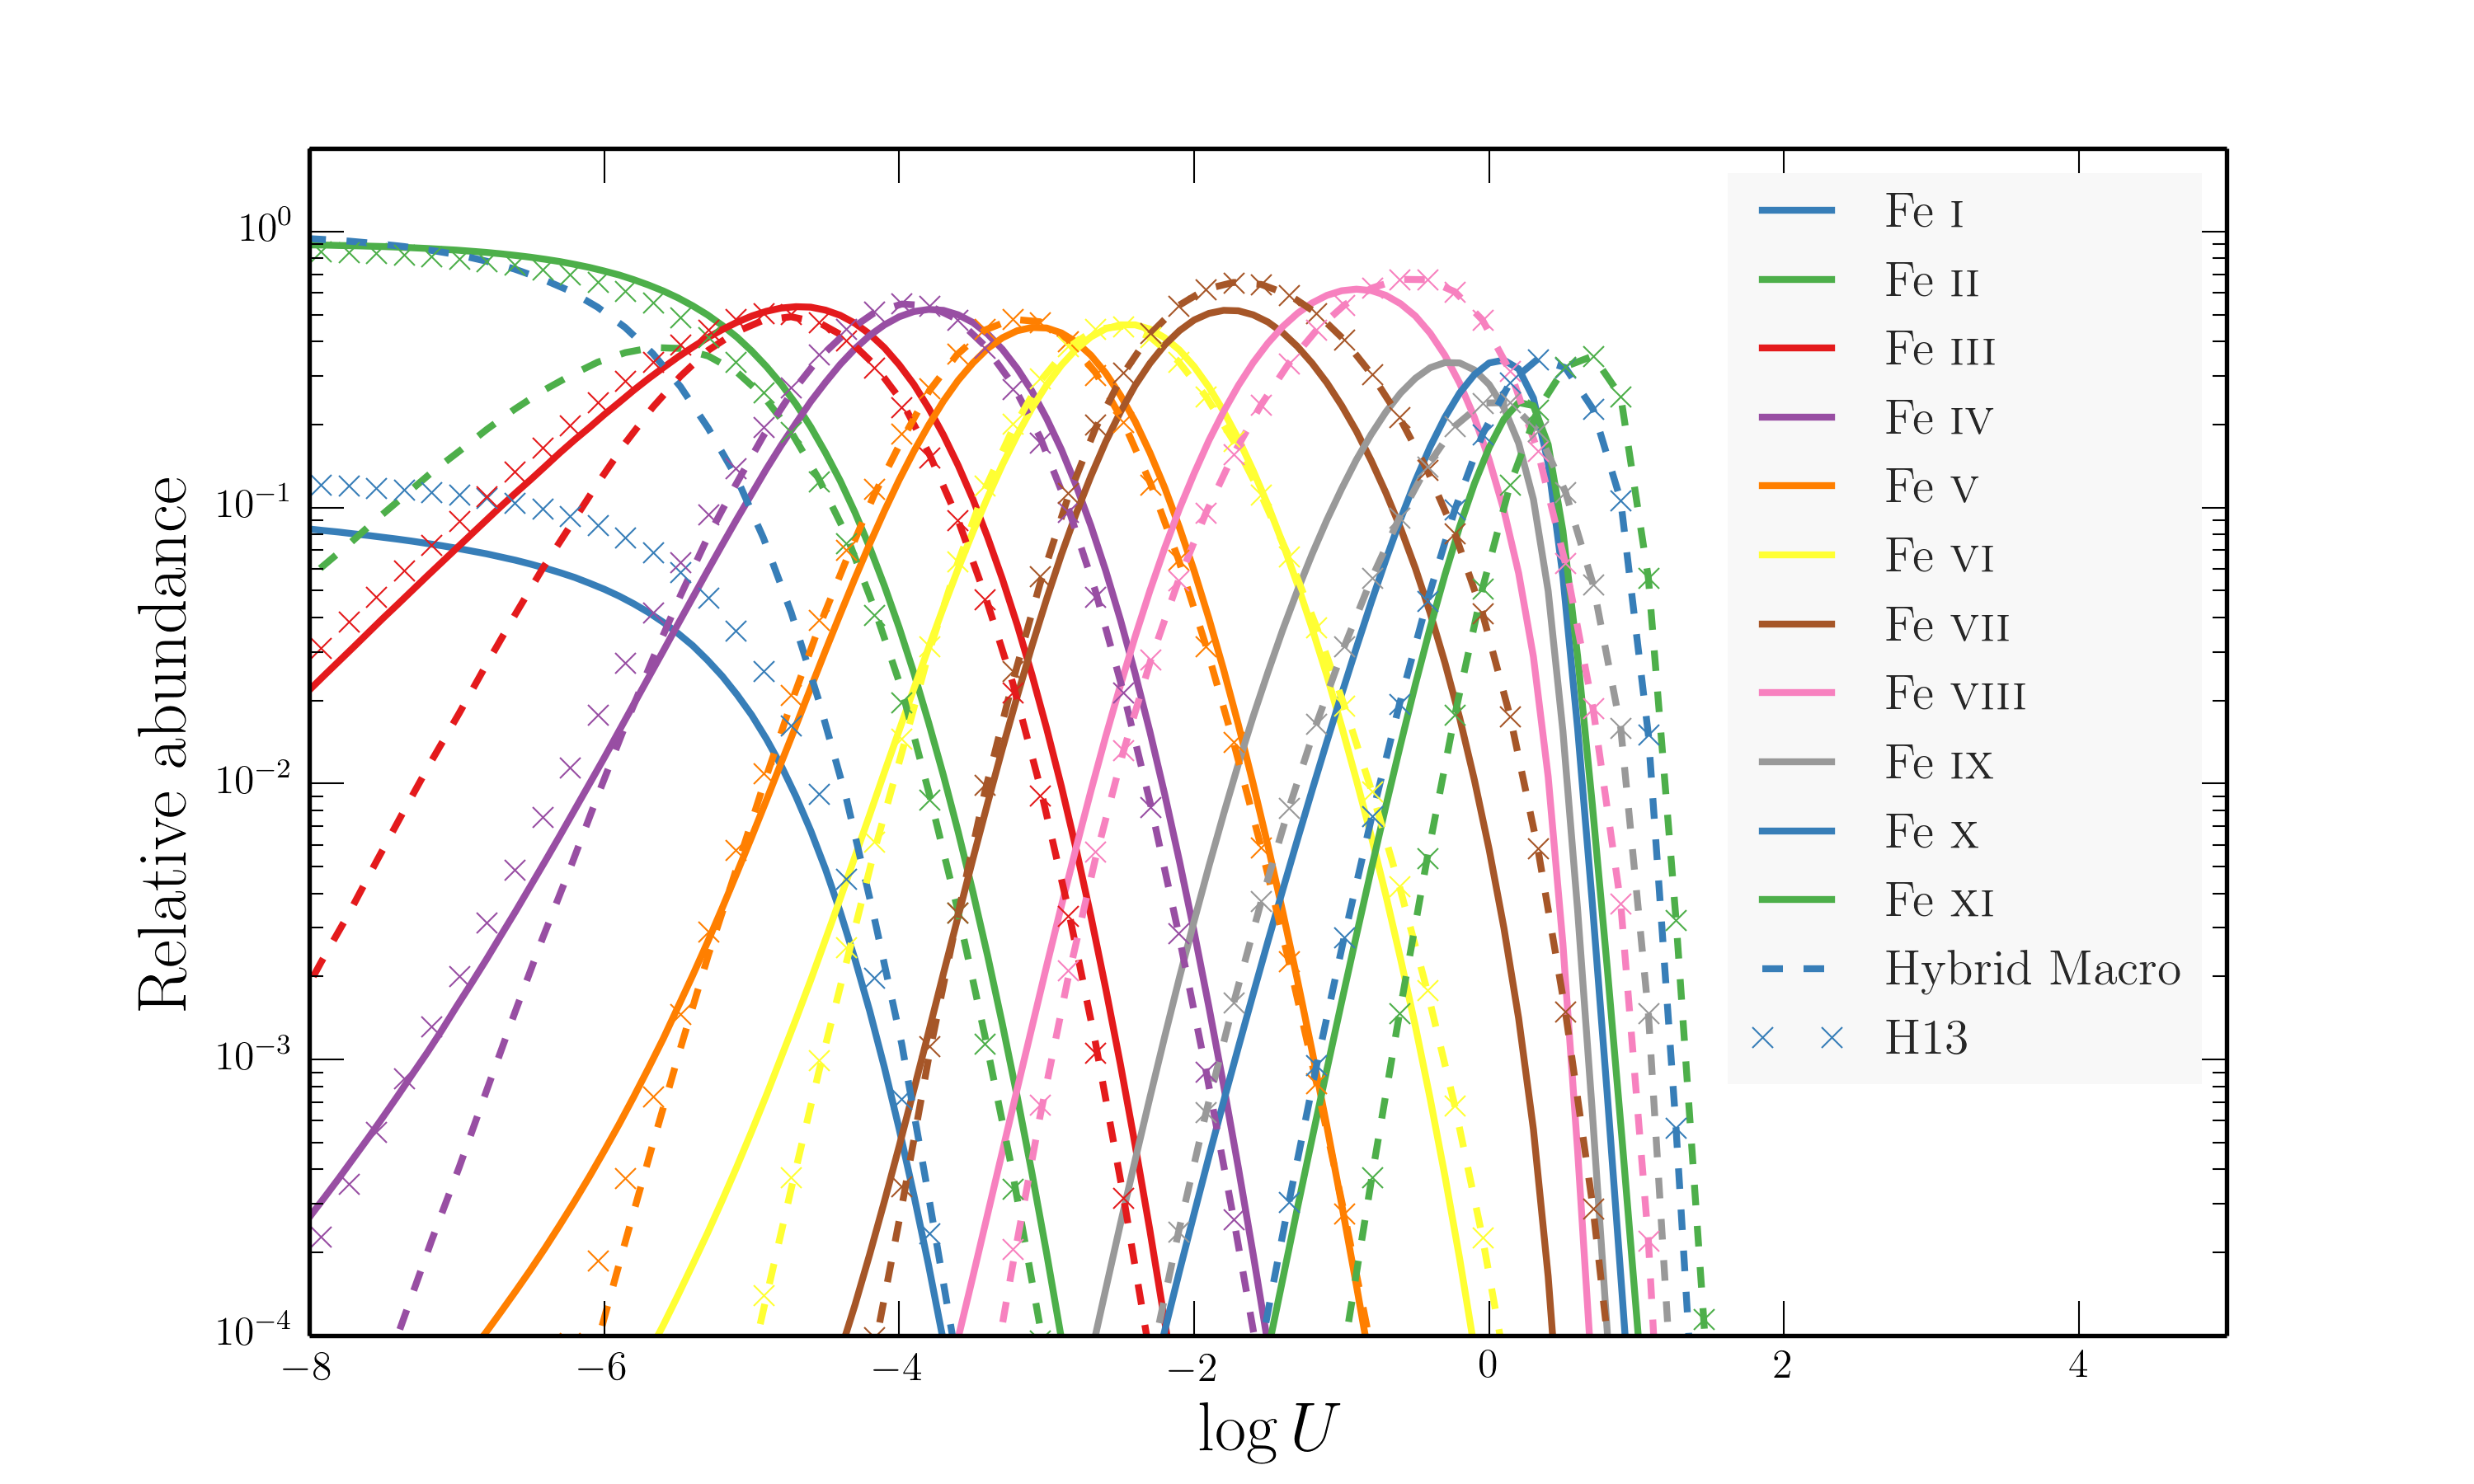 Relative abundance
10⁰
10⁻¹
10⁻²
10⁻³
10⁻⁴
−8
−6
−4
−2
0
2
4
log U
Fe I
Fe II
Fe III
Fe IV
Fe V
Fe VI
Fe VII
Fe VIII
Fe IX
Fe X
Fe XI
Hybrid Macro
H13